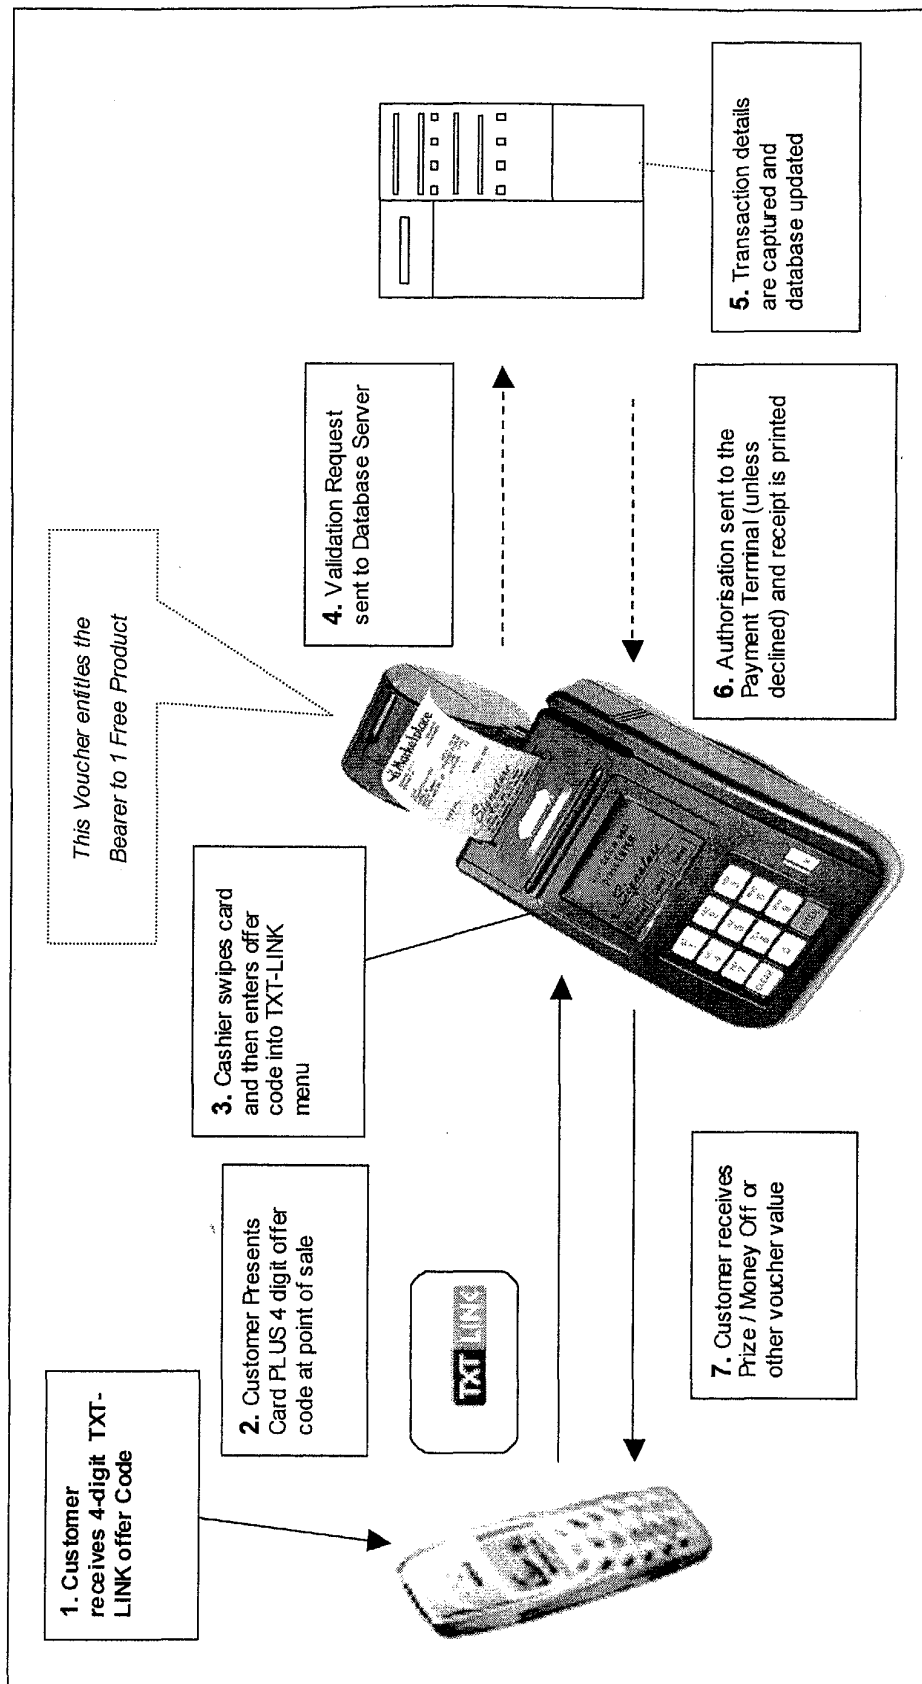 1. Customer
receives 4-digit TXT-
LINK offer Code
2. Customer Presents
Card PLUS 4 digit offer
code at point of sale
TXT LINK
3. Cashier swipes card
and then enters offer
code into TXT-LINK
menu
This Voucher entitles the
Bearer to 1 Free Product
4. Validation Request
sent to Database Server
5. Transaction details
are captured and
database updated
6. Authorisation sent to the
Payment Terminal (unless
declined) and receipt is printed
7. Customer receives
Prize / Money Off or
other voucher value
Marketplace
Signature
Signature
CLEAR